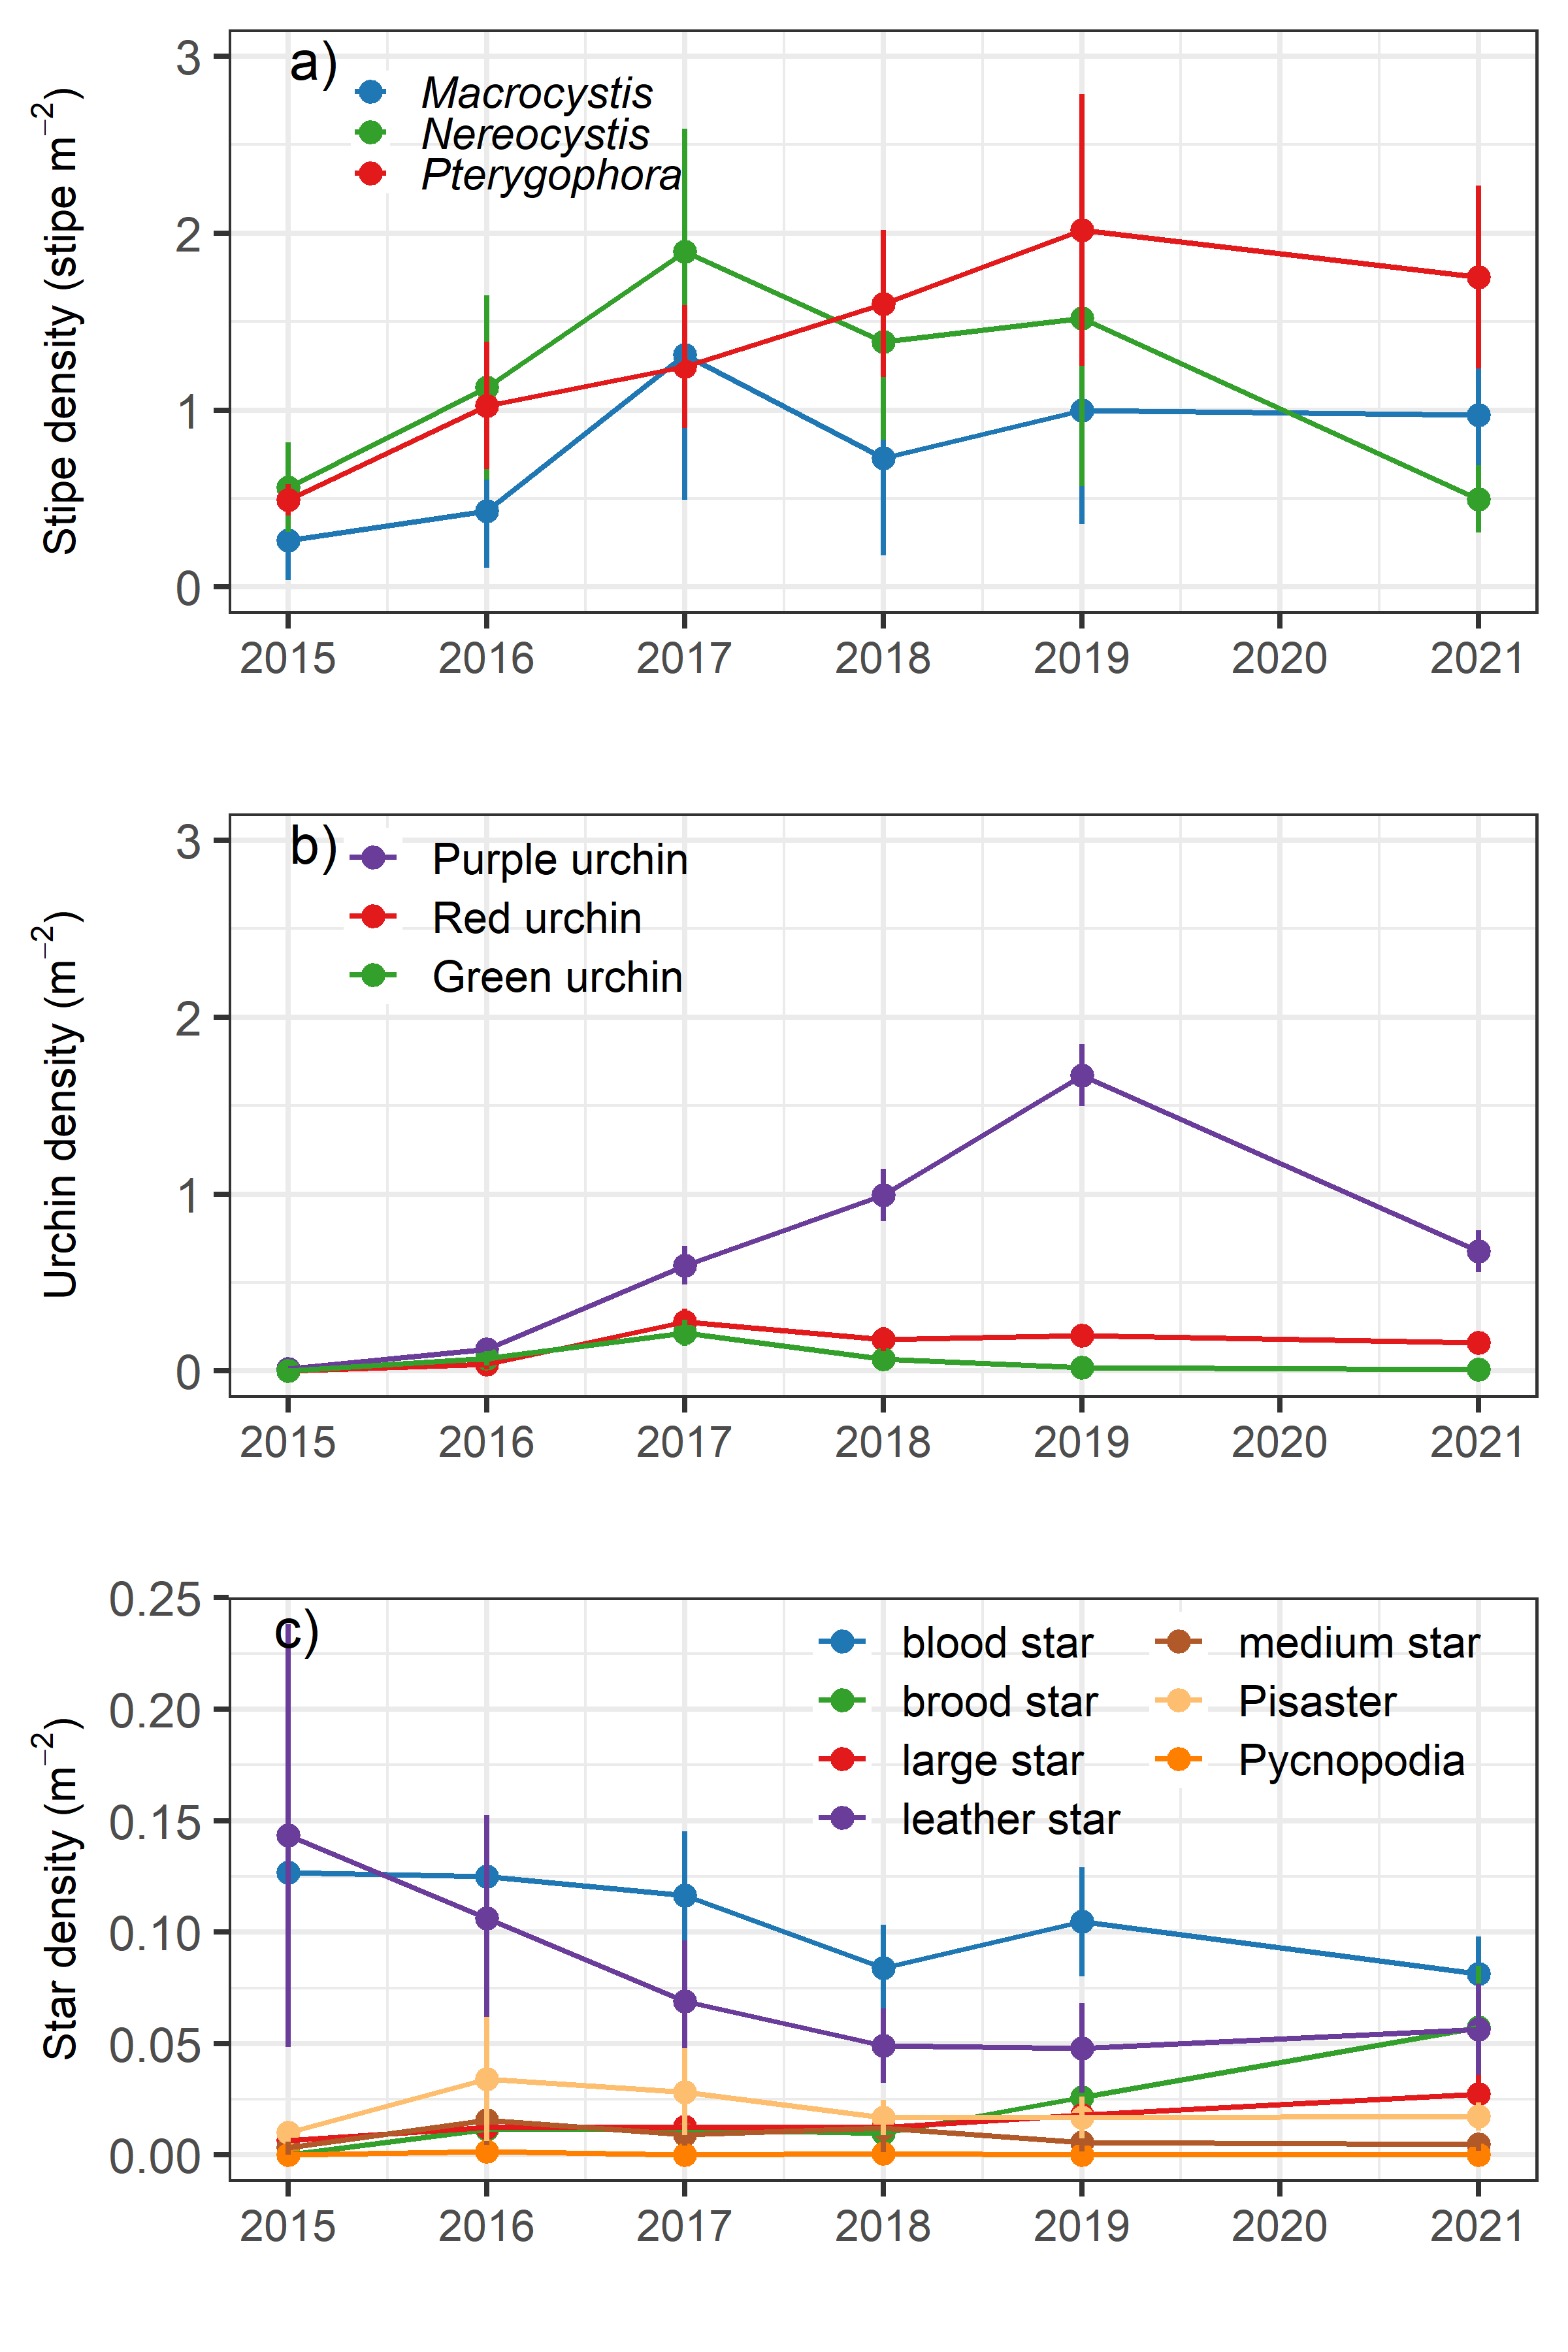 a)
Macrocystis
Nereocystis
Pterygophora
Stipe density (stipe m⁻²)
3
2
1
0
2015 2016 2017 2018 2019 2020 2021
b)
Purple urchin
Red urchin
Green urchin
Urchin density (m⁻²)
3
2
1
0
2015 2016 2017 2018 2019 2020 2021
c)
blood star
brood star
large star
leather star
medium star
Pisaster
Pycnopodia
Star density (m⁻²)
0.25
0.20
0.15
0.10
0.05
0.00
2015 2016 2017 2018 2019 2020 2021